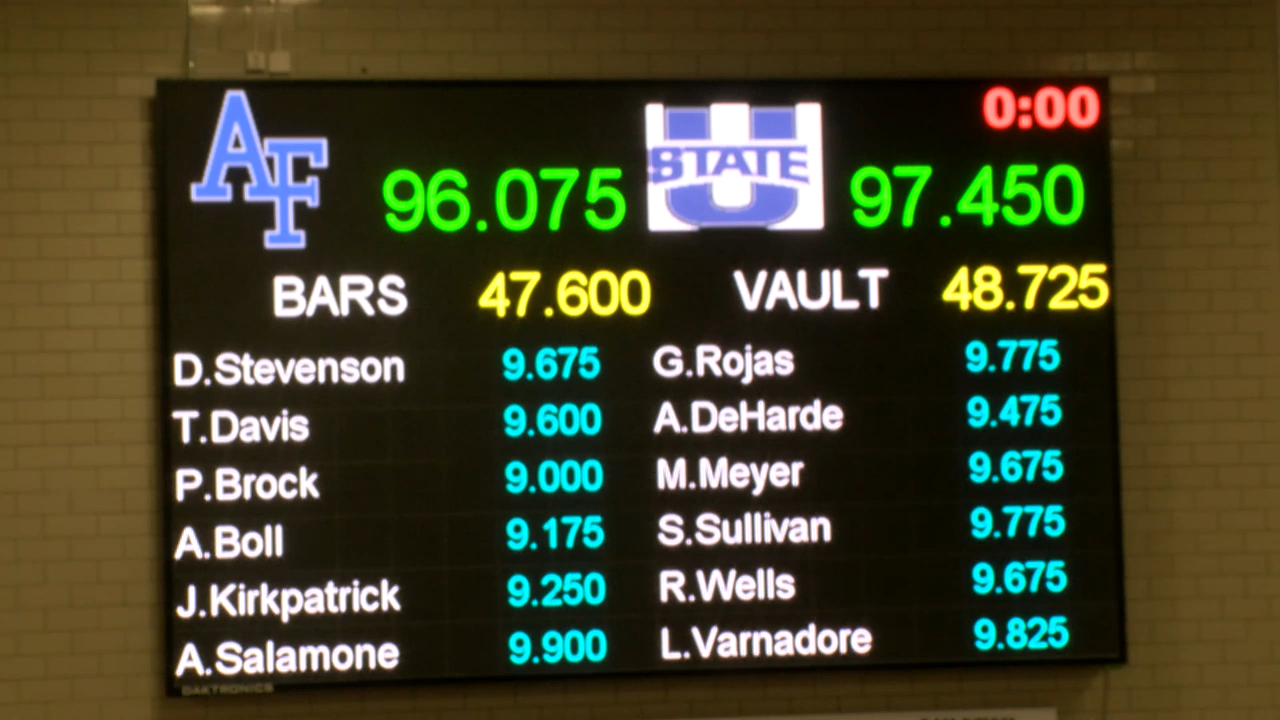 0:00
AF 96.075 U STATE 97.450
BARS 47.600 VAULT 48.725
D.Stevenson 9.675 G.Rojas 9.775
T.Davis 9.600 A.DeHarde 9.475
P.Brock 9.000 M.Meyer 9.675
A.Boll 9.175 S.Sullivan 9.775
J.Kirkpatrick 9.250 R.Wells 9.675
A.Salamone 9.900 L.Varnadore 9.825
DAKTRONICS